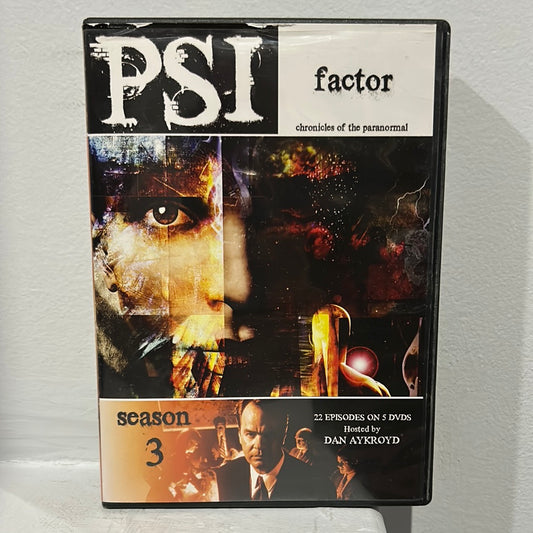 PSI
factor
chronicles of the paranormal
season
3
22 EPISODES ON 5 DVDS
Hosted by
DAN AYKROYD